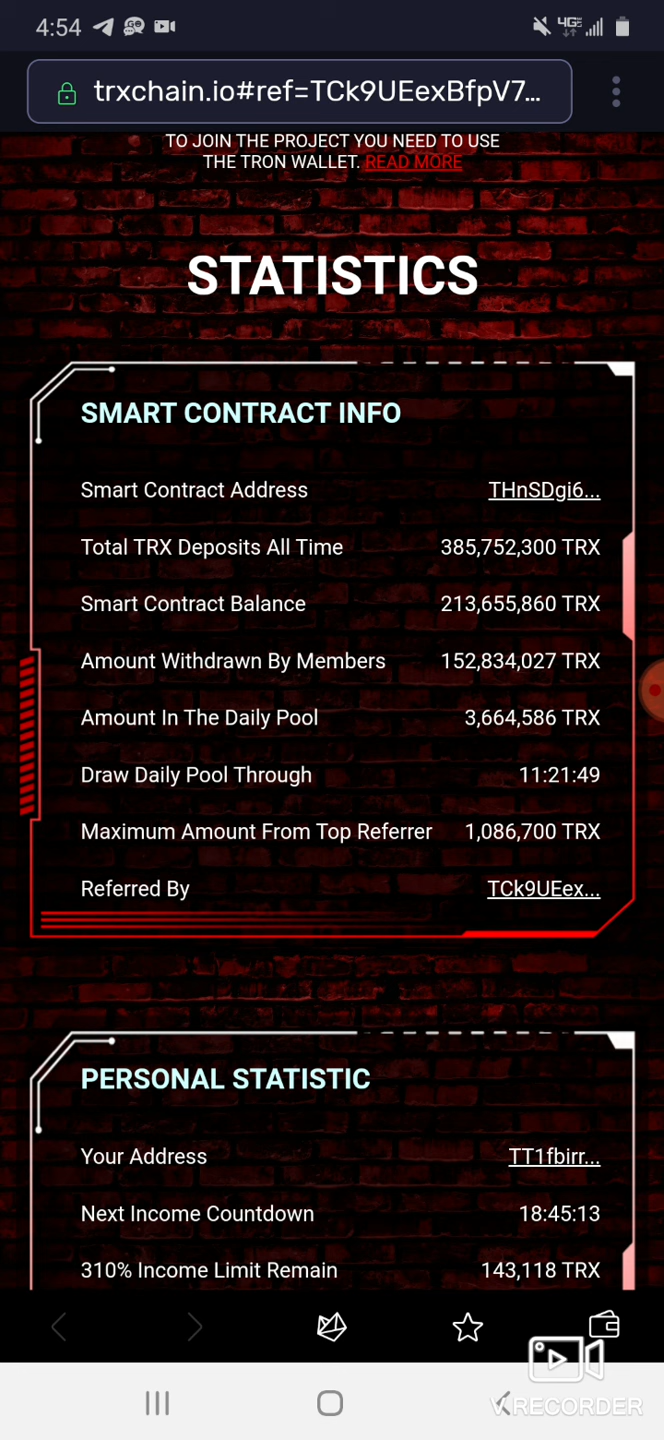 4:54
4GE
trxchain.io#ref=TCk9UEexBfpV7...
TO JOIN THE PROJECT YOU NEED TO USE
THE TRON WALLET. READ MORE
STATISTICS
SMART CONTRACT INFO
Smart Contract Address THnSDgi6...
Total TRX Deposits All Time 385,752,300 TRX
Smart Contract Balance 213,655,860 TRX
Amount Withdrawn By Members 152,834,027 TRX
Amount In The Daily Pool 3,664,586 TRX
Draw Daily Pool Through 11:21:49
Maximum Amount From Top Referrer 1,086,700 TRX
Referred By TCk9UEex...
PERSONAL STATISTIC
Your Address TT1fbirr...
Next Income Countdown 18:45:13
310% Income Limit Remain 143,118 TRX
V.RECORDER